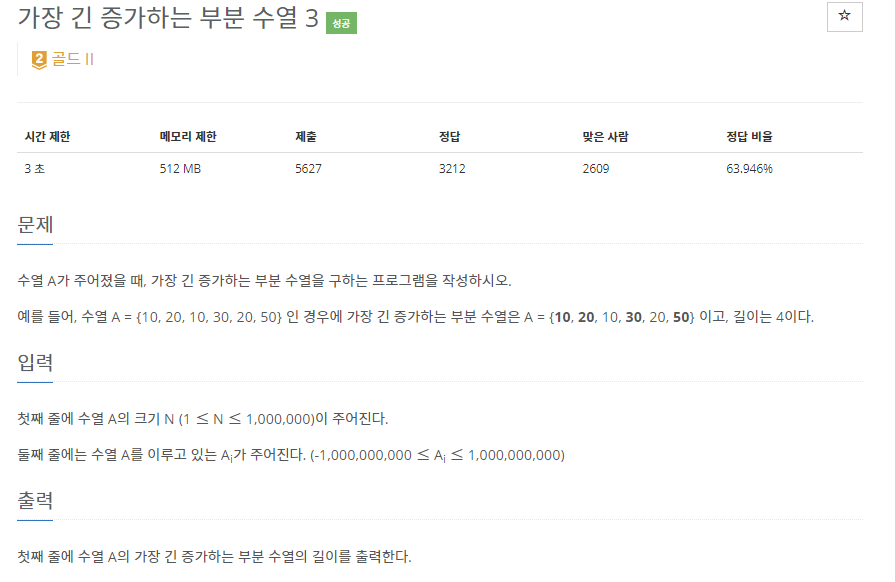 가장 긴 증가하는 부분 수열 3 성공
☆
2 골드 II
시간 제한 메모리 제한 제출 정답 맞은 사람 정답 비율
3 초 512 MB 5627 3212 2609 63.946%
문제
수열 A가 주어졌을 때, 가장 긴 증가하는 부분 수열을 구하는 프로그램을 작성하시오.
예를 들어, 수열 A = {10, 20, 10, 30, 20, 50} 인 경우에 가장 긴 증가하는 부분 수열은 A = {10, 20, 10, 30, 20, 50} 이고, 길이는 4이다.
입력
첫째 줄에 수열 A의 크기 N (1 ≤ N ≤ 1,000,000)이 주어진다.
둘째 줄에는 수열 A를 이루고 있는 Ai가 주어진다. (-1,000,000,000 ≤ Ai ≤ 1,000,000,000)
출력
첫째 줄에 수열 A의 가장 긴 증가하는 부분 수열의 길이를 출력한다.